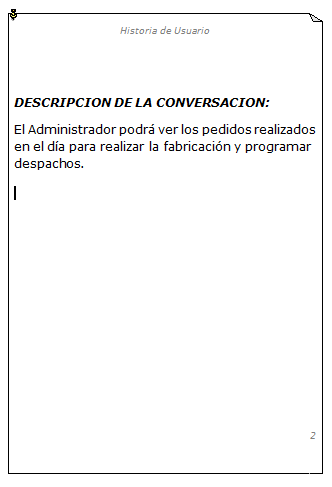 Historia de Usuario
DESCRIPCION DE LA CONVERSACION:
El Administrador podrá ver los pedidos realizados
en el día para realizar la fabricación y programar
despachos.
2